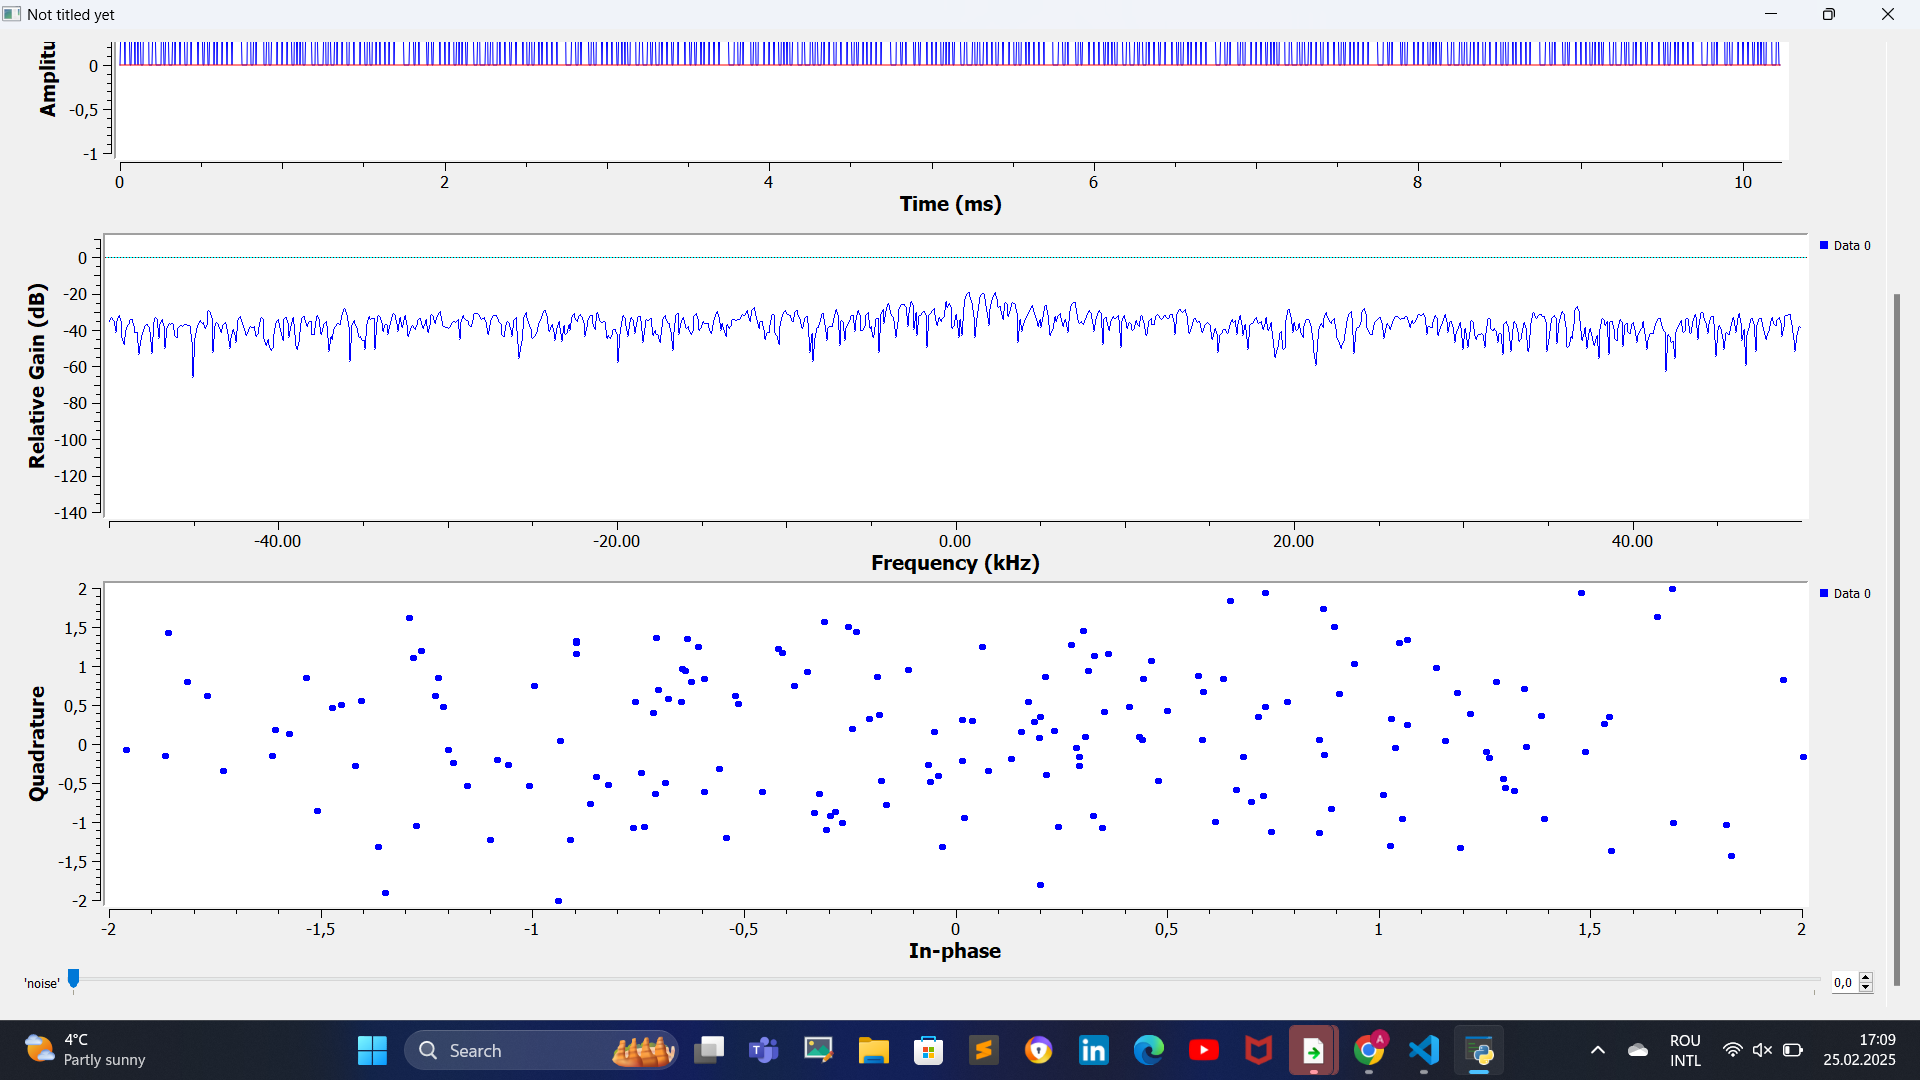 Not titled yet
Amplitu
0
-0,5
-1
0 2 4 6 8 10
Time (ms)
Data 0
Relative Gain (dB)
0
-20
-40
-60
-80
-100
-120
-140
-40.00 -20.00 0.00 20.00 40.00
Frequency (kHz)
Data 0
Quadrature
2
1,5
1
0,5
0
-0,5
-1
-1,5
-2
-2 -1,5 -1 -0,5 0 0,5 1 1,5 2
In-phase
'noise' 0,0
4°C
Partly sunny
Search
T
in
A
ROU
INTL
17:09
25.02.2025